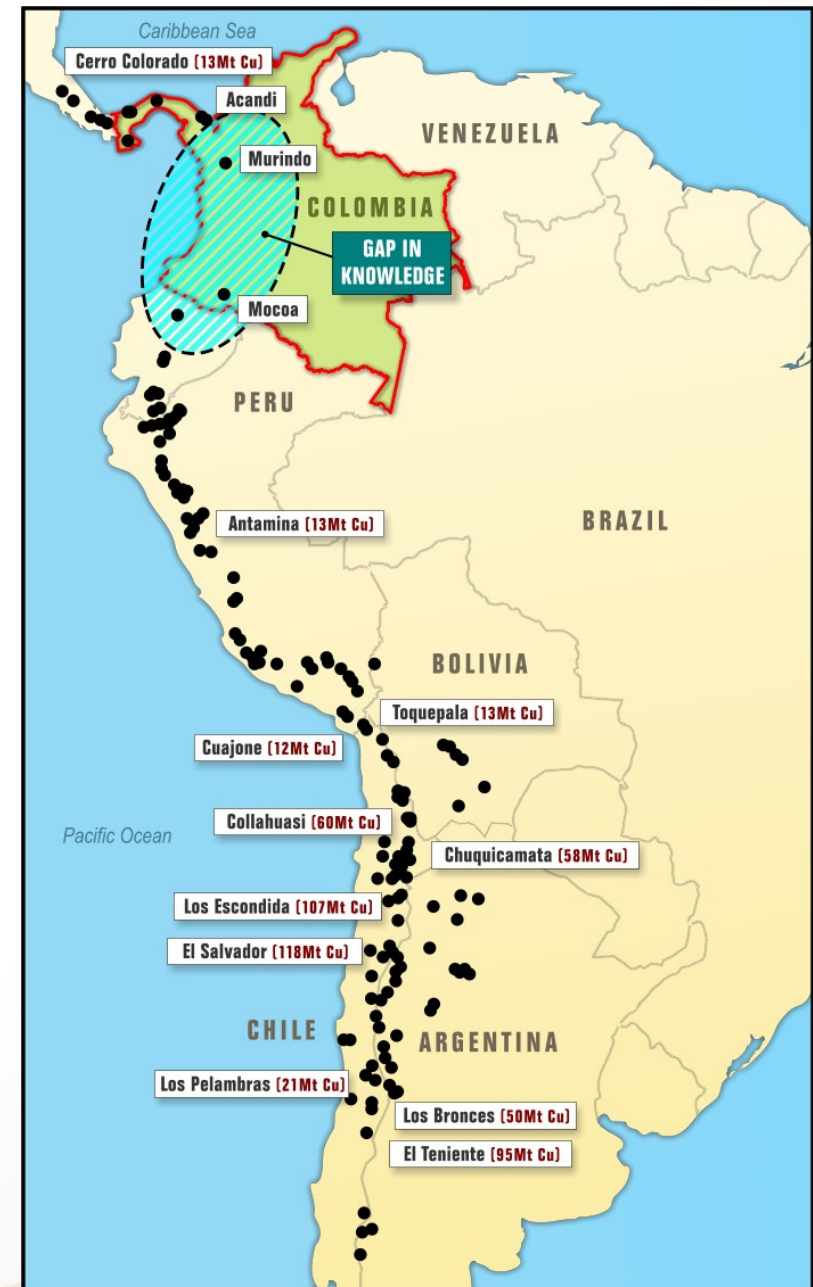 Caribbean Sea
Cerro Colorado (13Mt Cu)
Acandi
VENEZUELA
Murindo
COLOMBIA
GAP IN
KNOWLEDGE
Mocoa
PERU
Antamina (13Mt Cu)
BRAZIL
BOLIVIA
Toquepala (13Mt Cu)
Cuajone (12Mt Cu)
Collahuasi (60Mt Cu)
Pacific Ocean
Chuquicamata (58Mt Cu)
Los Escondida (107Mt Cu)
El Salvador (118Mt Cu)
CHILE
ARGENTINA
Los Pelambras (21Mt Cu)
Los Bronces (50Mt Cu)
El Teniente (95Mt Cu)